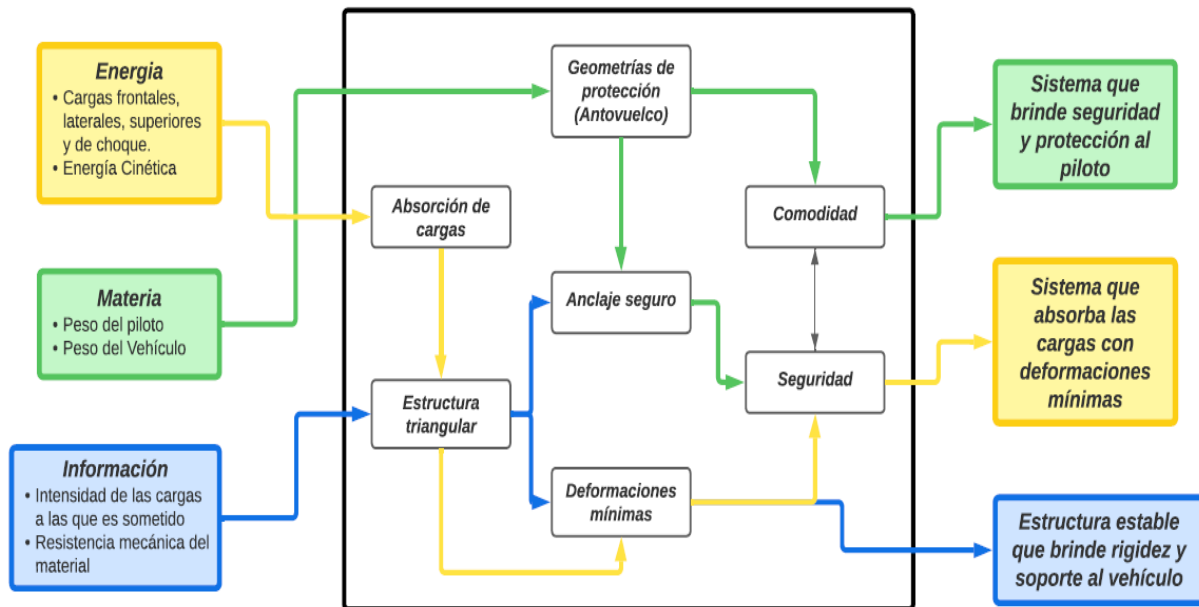 Energia
• Cargas frontales,
laterales, superiores
y de choque.
• Energía Cinética
Materia
• Peso del piloto
• Peso del Vehículo
Información
• Intensidad de las cargas
a las que es sometido
• Resistencia mecánica del
material
Geometrías de
protección
(Antovuelco)
Absorción de
cargas
Comodidad
Anclaje seguro
Estructura
triangular
Seguridad
Deformaciones
mínimas
Sistema que
brinde seguridad
y protección al
piloto
Sistema que
absorba las
cargas con
deformaciones
mínimas
Estructura estable
que brinde rigidez y
soporte al vehículo